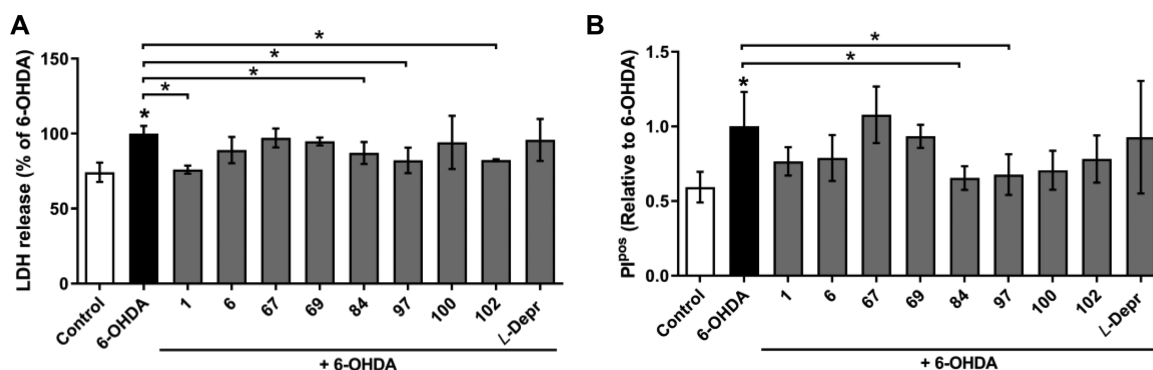 A
LDH release (% of 6-OHDA)
150
100
50
0
*
*
*
*
*
Control
6-OHDA
1
6
67
69
84
97
100
102
L-Depr
+ 6-OHDA
B
PIpos (Relative to 6-OHDA)
1.5
1.0
0.5
0.0
*
*
*
Control
6-OHDA
1
6
67
69
84
97
100
102
L-Depr
+ 6-OHDA